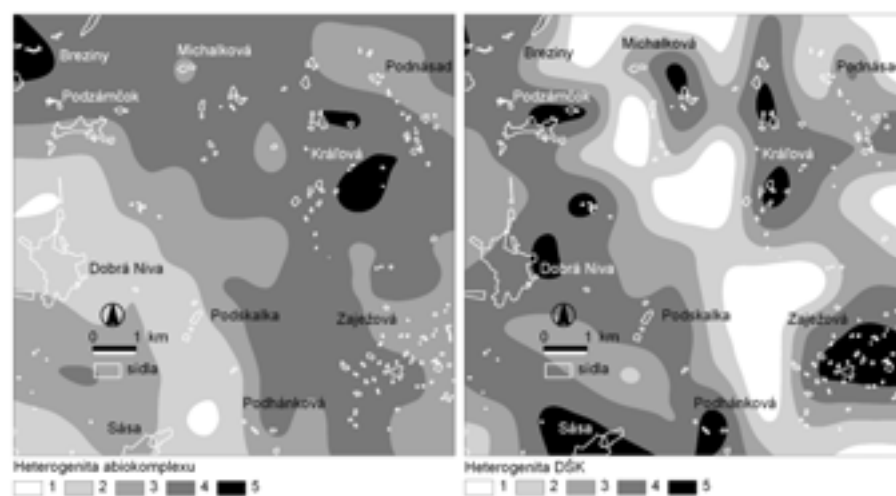 Breziny
Michalková
Podnásad
Podzámčok
Kráľová
Dobrá Niva
Podskalka
Zaježová
0 1 km
sídla
Podhánková
Sása
Heterogenita abiokomplexu
1 2 3 4 5
Breziny
Michalková
Podnásad
Podzámčok
Kráľová
Dobrá Niva
Podskalka
Zaježová
0 1 km
sídla
Podhánková
Sása
Heterogenita DŠK
1 2 3 4 5